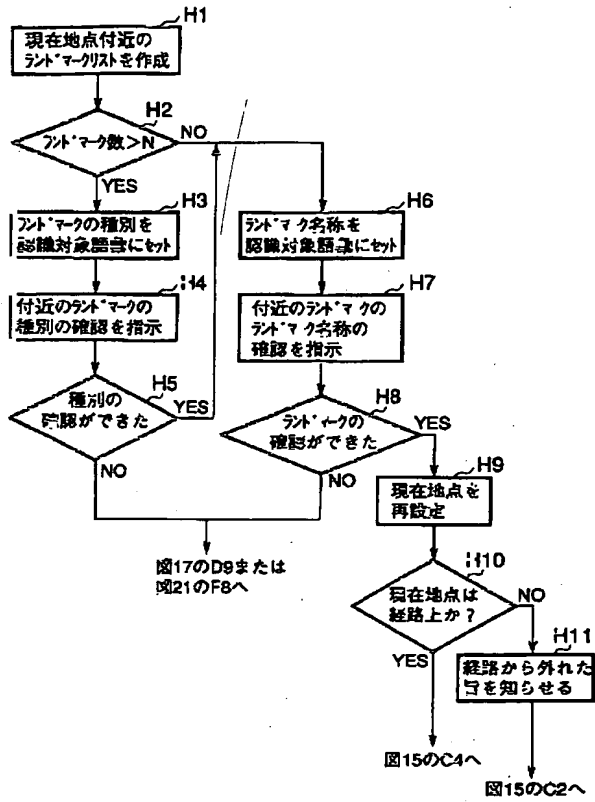 H1
現在地点付近の
ランドマークリストを作成
H2
ランドマーク数>N
NO
YES
H3
ランドマークの種別を
認識対象語彙にセット
H6
ランドマーク名称を
認識対象語彙にセット
H4
付近のランドマークの
種別の確認を指示
H7
付近のランドマークの
ランドマーク名称の
確認を指示
H5
種別の
確認ができた
YES
NO
H8
ランドマークの
確認ができた
YES
NO
H9
現在地点を
再設定
図17のD9または
図21のF8へ
H10
現在地点は
経路上か?
NO
YES
H11
経路から外れた
旨を知らせる
図15のC4へ
図15のC2へ